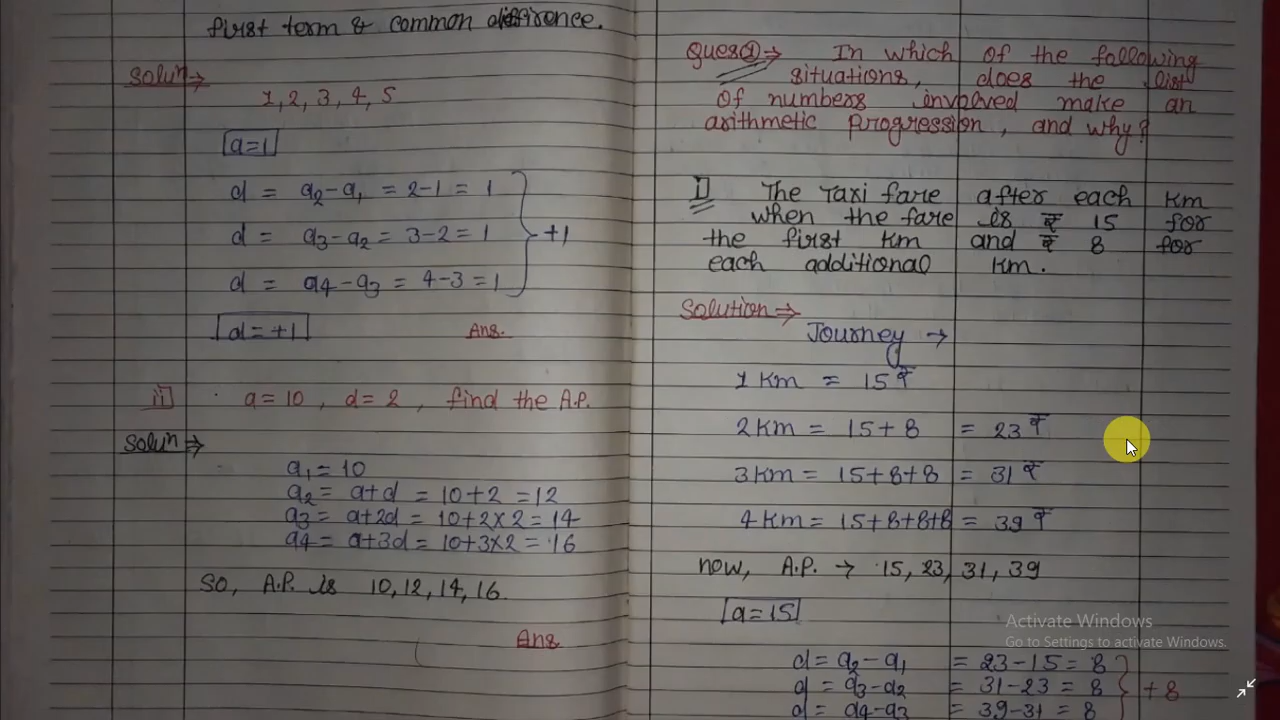 first term & common diffirence.
Solun →
1, 2, 3, 4, 5
a=1
d = a2-a1 = 2-1 = 1
d = a3-a2 = 3-2 = 1
+1
d = a4-a3 = 4-3 = 1
d = +1
Ans.
ii] a = 10 , d = 2 , find the A.P.
Solun →
a1 = 10
a2 = a+d = 10+2 = 12
a3 = a+2d = 10+2×2 = 14
a4 = a+3d = 10+3×2 = 16
So, A.P. is 10, 12, 14, 16
Ans
Ques① → In which of the following
situations, does the list
of numbers involved make an
arithmetic progression, and why?
I] The Taxi fare after each km
when the fare is ₹ 15 for
the first km and ₹ 8 for
each additional km.
Solution →
Journey →
1 Km = 15 ₹
2 Km = 15+8 = 23 ₹
3 Km = 15+8+8 = 31 ₹
4 Km = 15+8+8+8 = 39 ₹
now, A.P. → 15, 23, 31, 39
a = 15
Activate Windows
Go to Settings to activate Windows.
d = a2 - a1 = 23-15 = 8
d = a3-a2 = 31-23 = 8
+8
d = a4-a3 = 39-31 = 8